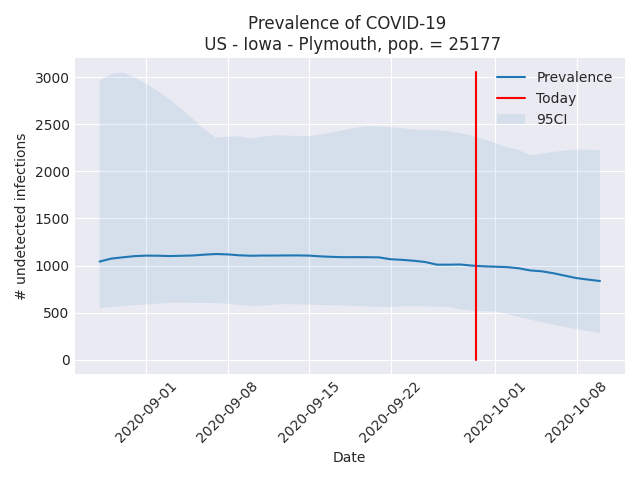 Prevalence of COVID-19
US - Iowa - Plymouth, pop. = 25177
# undetected infections
3000
2500
2000
1500
1000
500
0
Prevalence
Today
95CI
2020-09-01
2020-09-08
2020-09-15
2020-09-22
2020-10-01
2020-10-08
Date